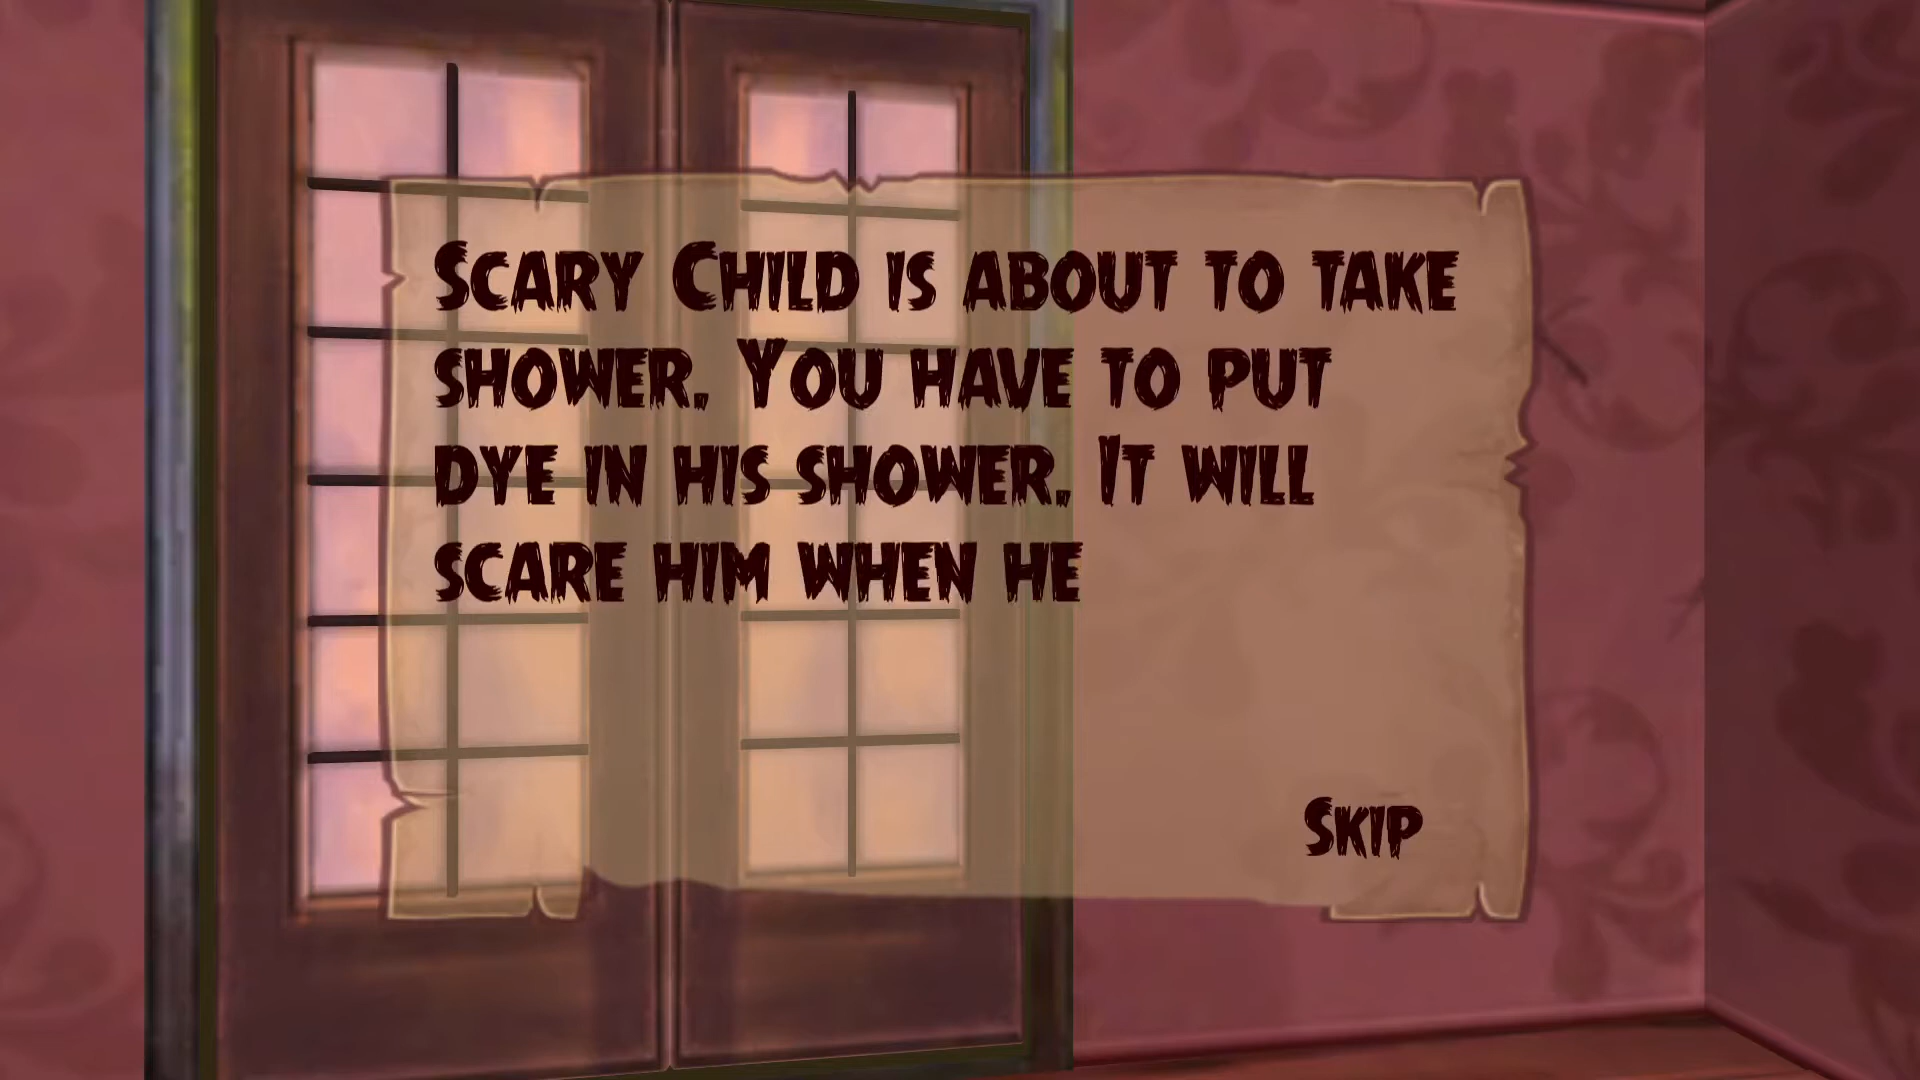 Scary Child is about to take
shower. You have to put
dye in his shower. It will
scare him when he
Skip